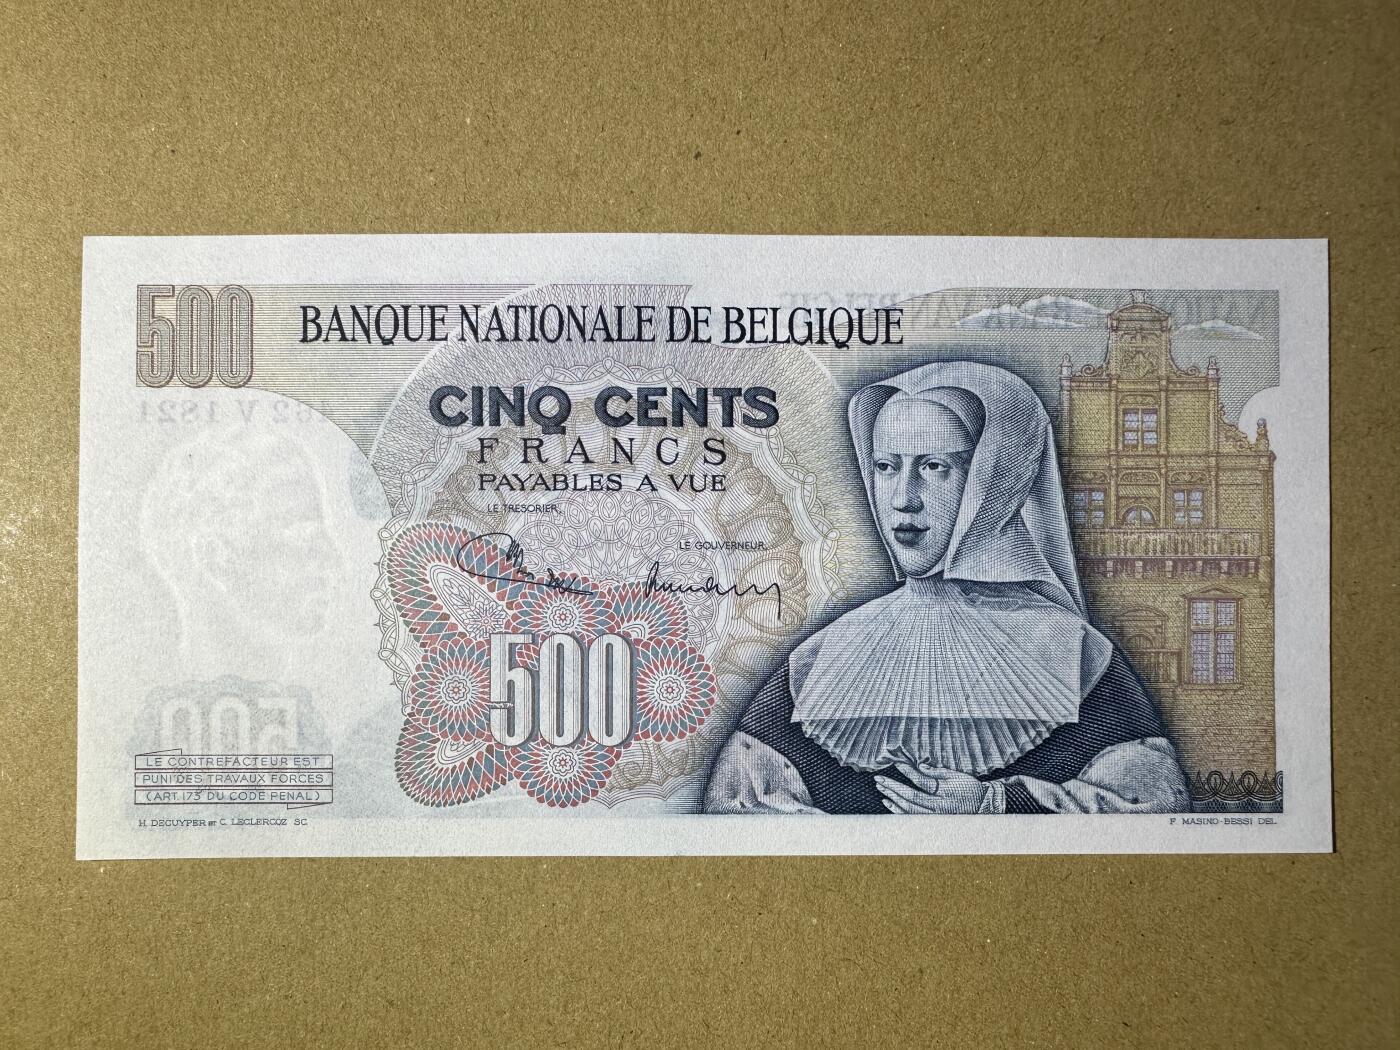 500
BANQUE NATIONALE DE BELGIQUE
CINQ CENTS
FRANCS
PAYABLES A VUE
LE TRÉSORIER,
LE GOUVERNEUR,
500
LE CONTREFACTEUR EST
PUNI DES TRAVAUX FORCES
(ART. 173 DU CODE PENAL)
H. DECUYPER ET C. LECLERCQZ SC.
F. MASINO-BESSI DEL.